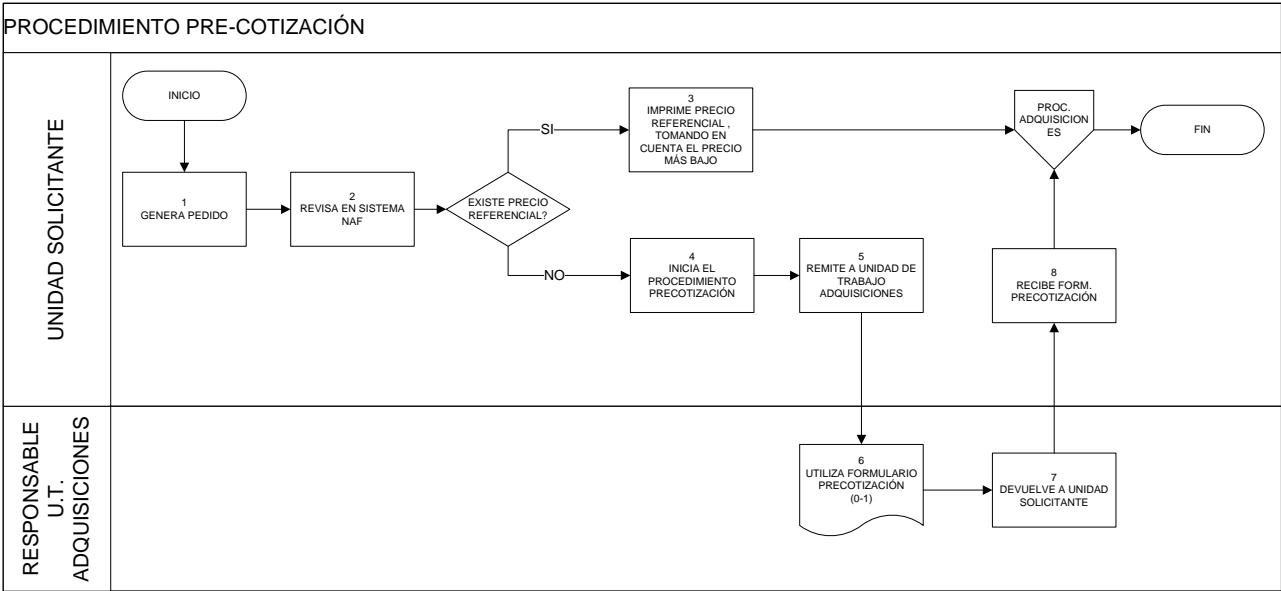 PROCEDIMIENTO PRE-COTIZACIÓN
UNIDAD SOLICITANTE
INICIO
1
GENERA PEDIDO
2
REVISA EN SISTEMA
NAF
EXISTE PRECIO
REFERENCIAL?
SI
3
IMPRIME PRECIO
REFERENCIAL ,
TOMANDO EN
CUENTA EL PRECIO
MÁS BAJO
PROC.
ADQUISICION
ES
FIN
NO
4
INICIA EL
PROCEDIMIENTO
PRECOTIZACIÓN
5
REMITE A UNIDAD DE
TRABAJO
ADQUISICIONES
8
RECIBE FORM.
PRECOTIZACIÓN
RESPONSABLE
U.T.
ADQUISICIONES
6
UTILIZA FORMULARIO
PRECOTIZACIÓN
(0-1)
7
DEVUELVE A UNIDAD
SOLICITANTE